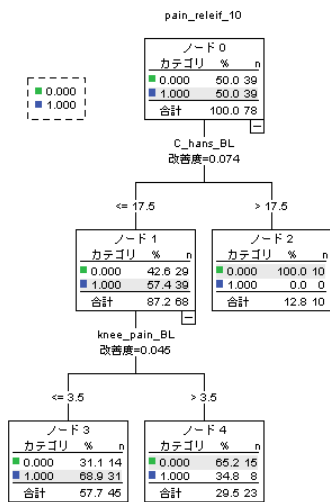 pain_releif_10
0.000
1.000
ノード 0
カテゴリ % n
0.000 50.0 39
1.000 50.0 39
合計 100.0 78
C_hans_BL
改善度=0.074
<= 17.5
> 17.5
ノード 1
カテゴリ % n
0.000 42.6 29
1.000 57.4 39
合計 87.2 68
ノード 2
カテゴリ % n
0.000 100.0 10
1.000 0.0 0
合計 12.8 10
knee_pain_BL
改善度=0.045
<= 3.5
> 3.5
ノード 3
カテゴリ % n
0.000 31.1 14
1.000 68.9 31
合計 57.7 45
ノード 4
カテゴリ % n
0.000 65.2 15
1.000 34.8 8
合計 29.5 23